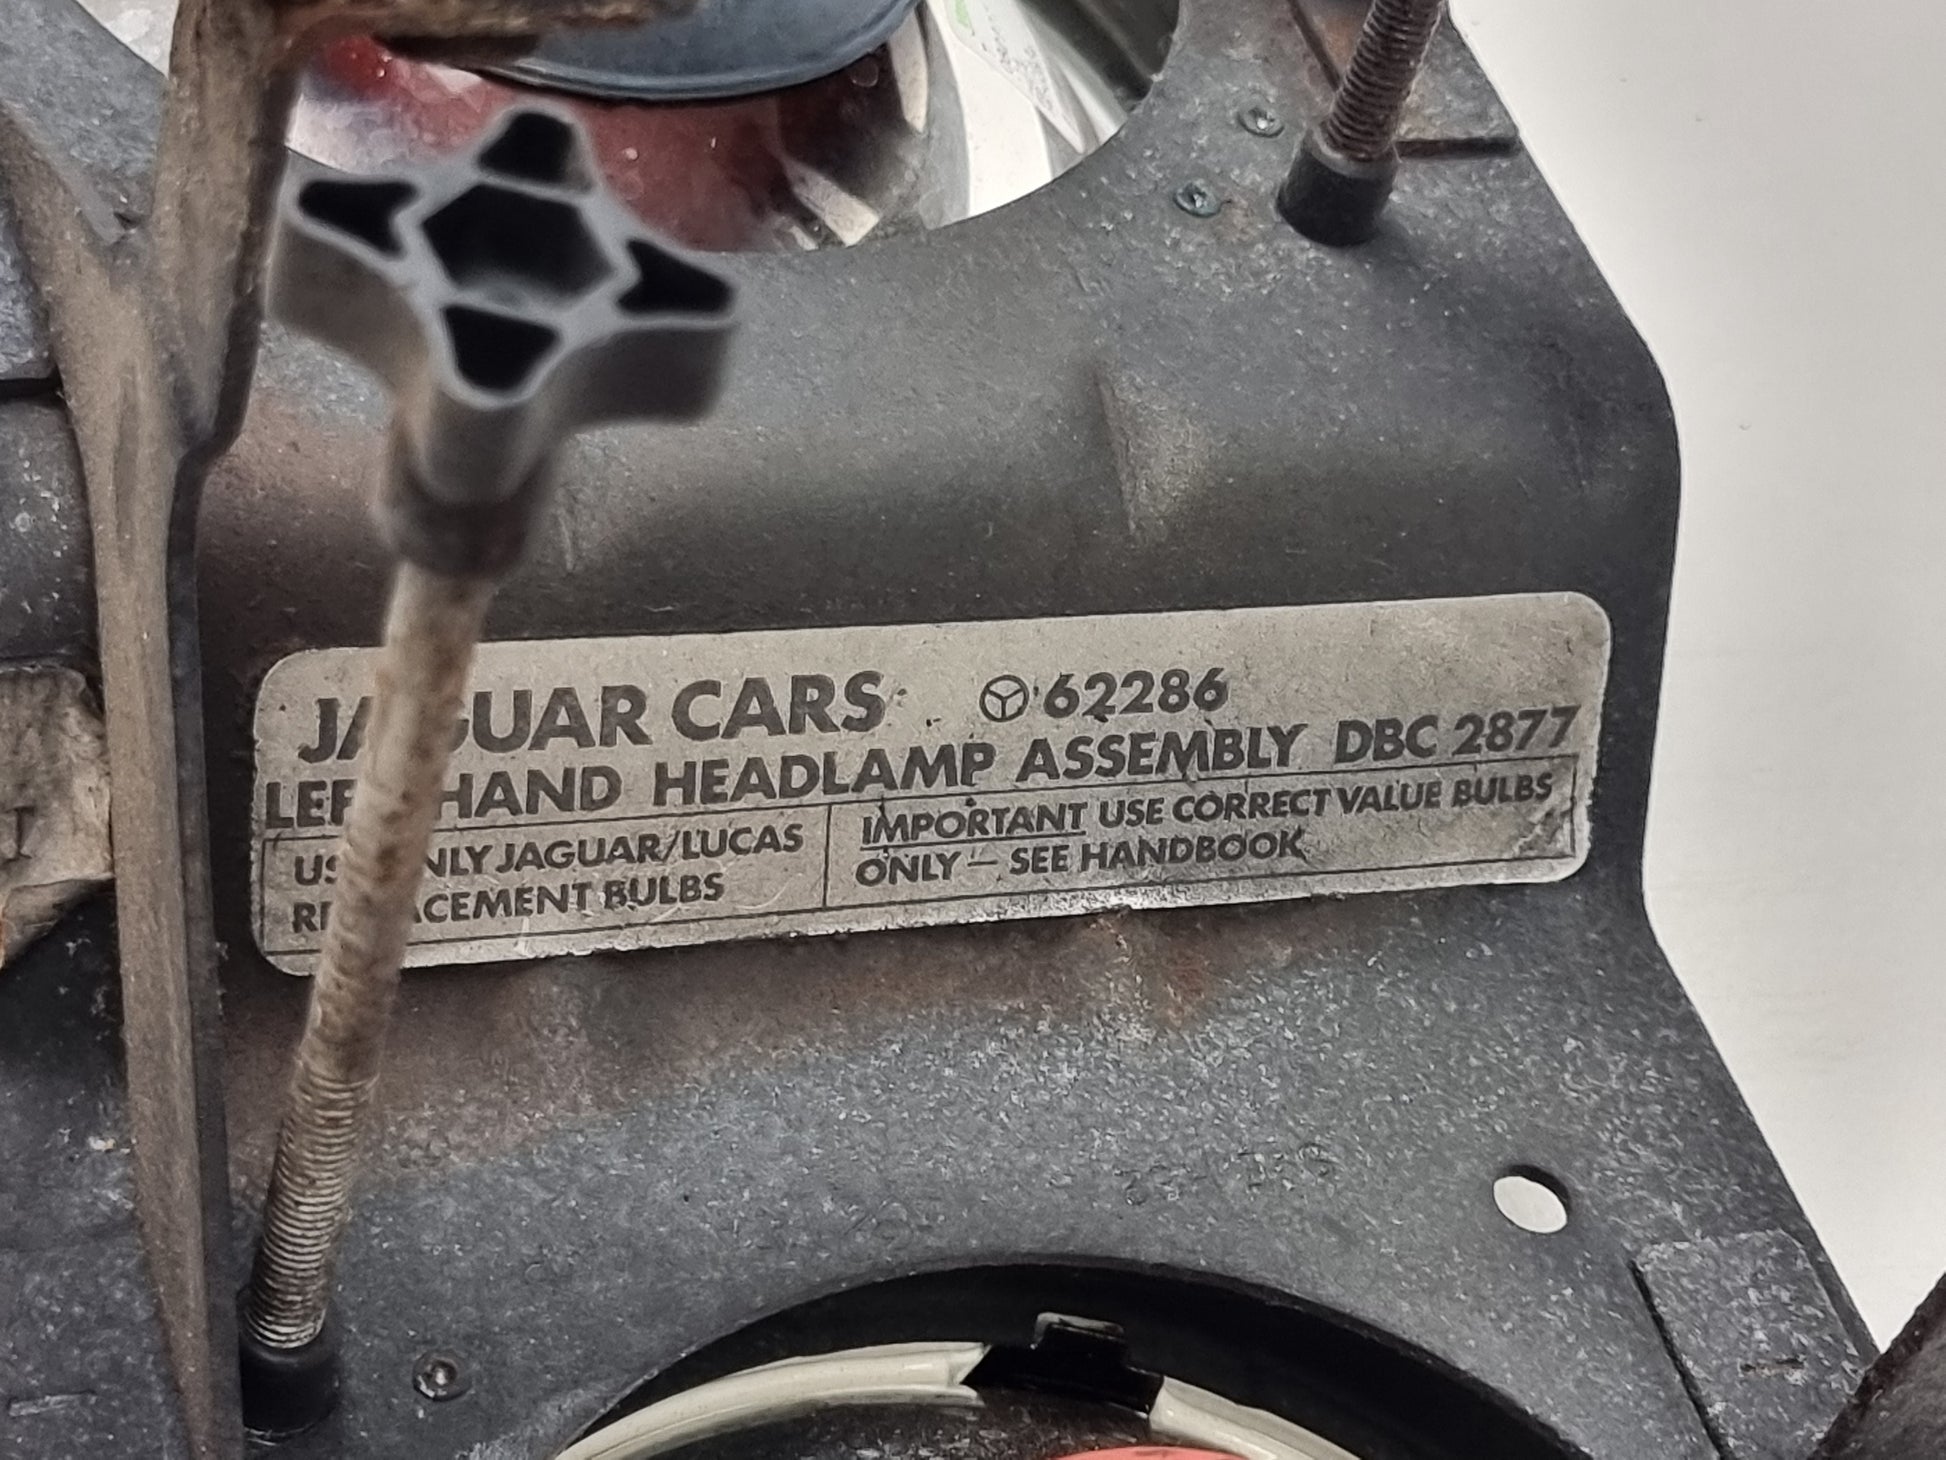 JAGUAR CARS 62286
LEFT HAND HEADLAMP ASSEMBLY DBC 2877
USE ONLY JAGUAR/LUCAS
REPLACEMENT BULBS
IMPORTANT USE CORRECT VALUE BULBS
ONLY – SEE HANDBOOK